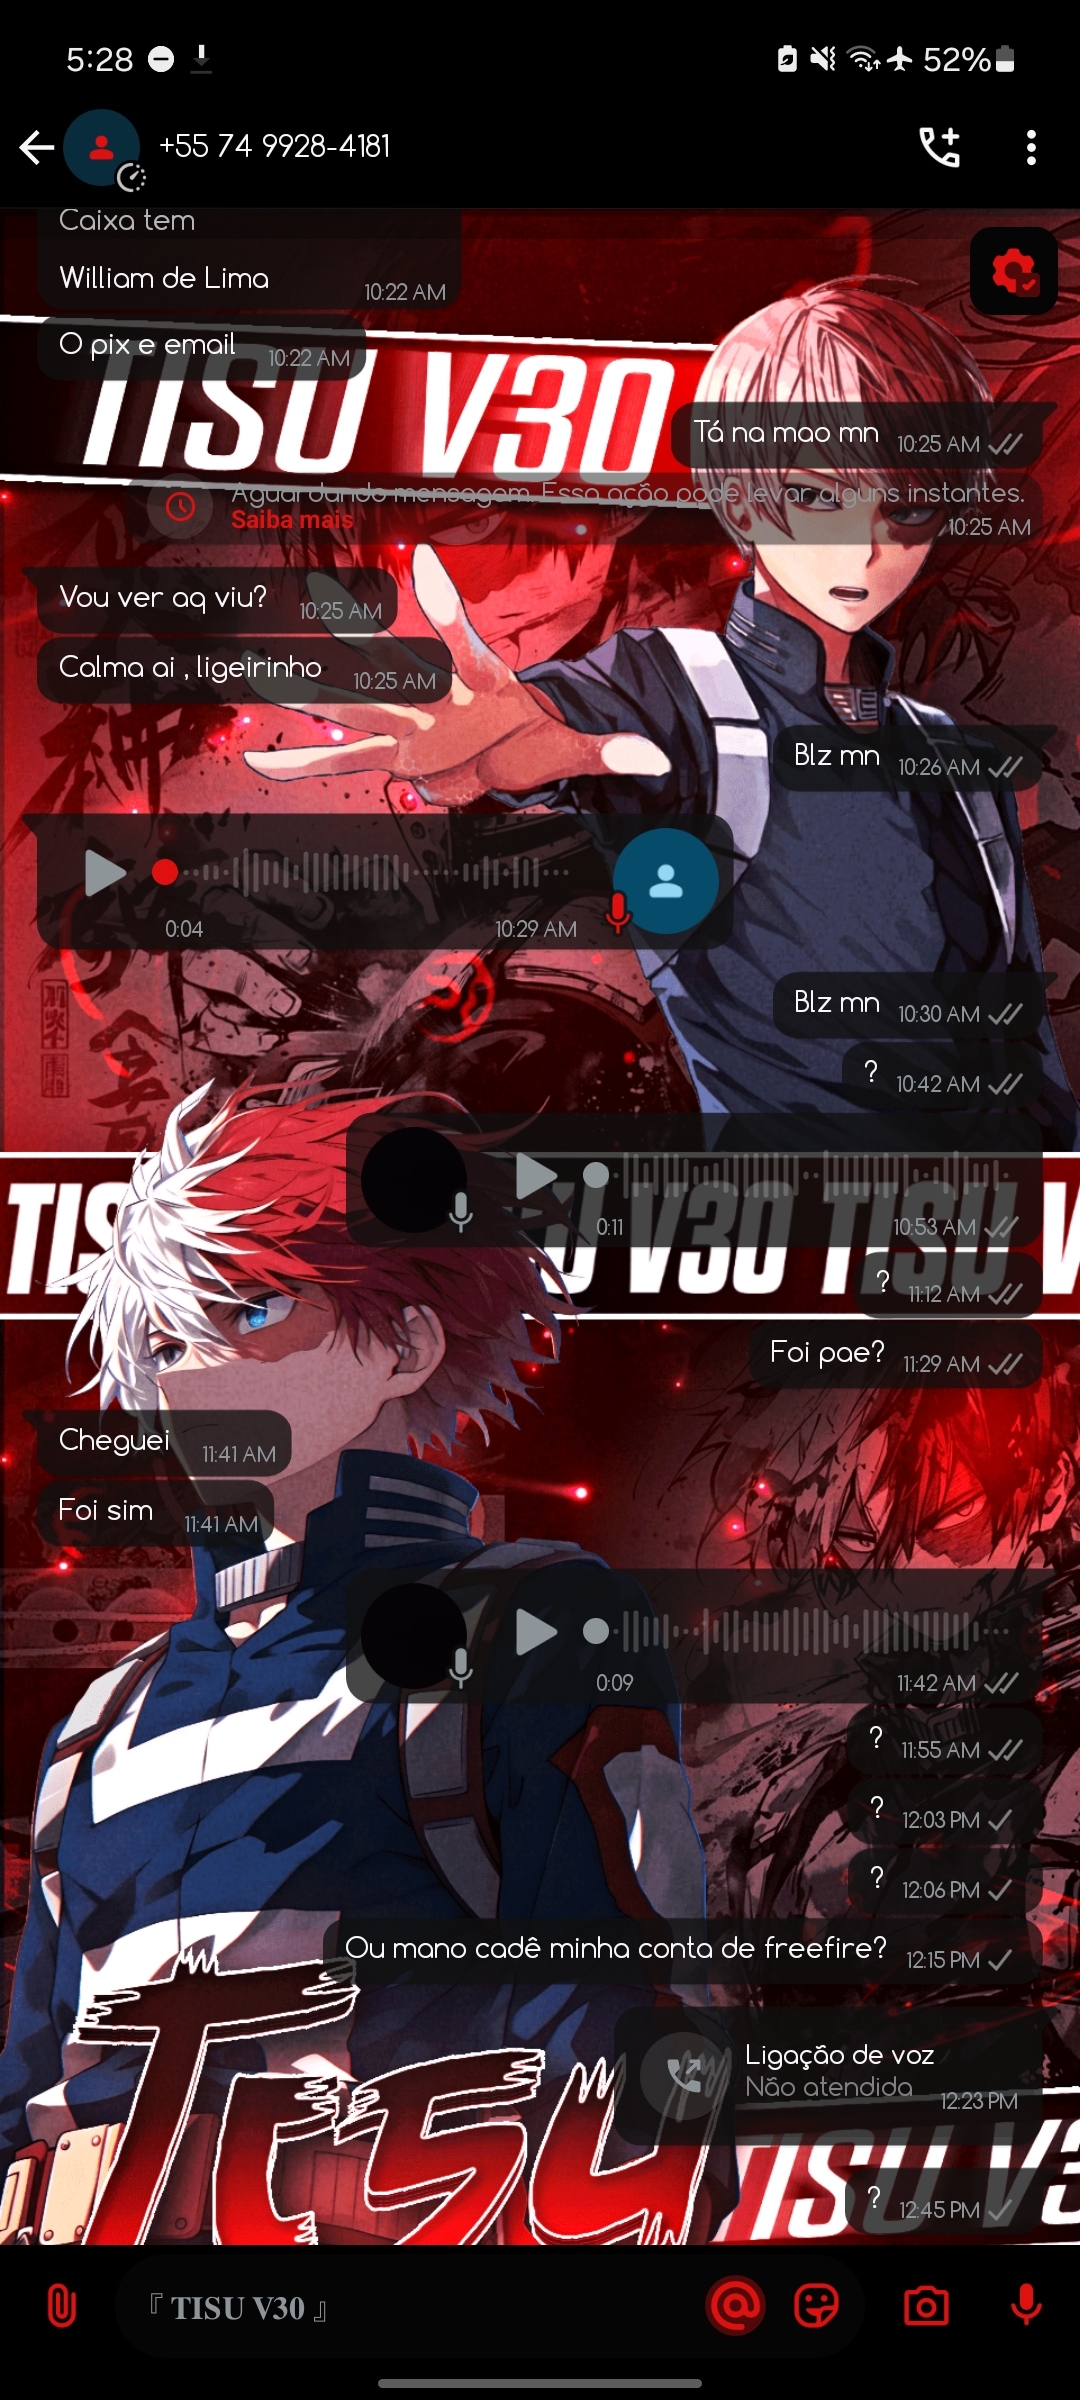 5:28
52%
+55 74 9928-4181
Caixa tem
William de Lima
10:22 AM
O pix e email
10:22 AM
TISU V30
Tá na mao mn
10:25 AM
Aguardando mensagem. Essa ação pode levar alguns instantes.
Saiba mais
10:25 AM
Vou ver aq viu?
10:25 AM
Calma ai , ligeirinho
10:25 AM
Blz mn
10:26 AM
0:04
10:29 AM
Blz mn
10:30 AM
?
10:42 AM
0:11
10:53 AM
V30 TISU
?
11:12 AM
Foi pae?
11:29 AM
Cheguei
11:41 AM
Foi sim
11:41 AM
0:09
11:42 AM
?
11:55 AM
?
12:03 PM
?
12:06 PM
Ou mano cadê minha conta de freefire?
12:15 PM
Ligação de voz
Não atendida
12:23 PM
Tisu
TISU V3
?
12:45 PM
『 TISU V30 』